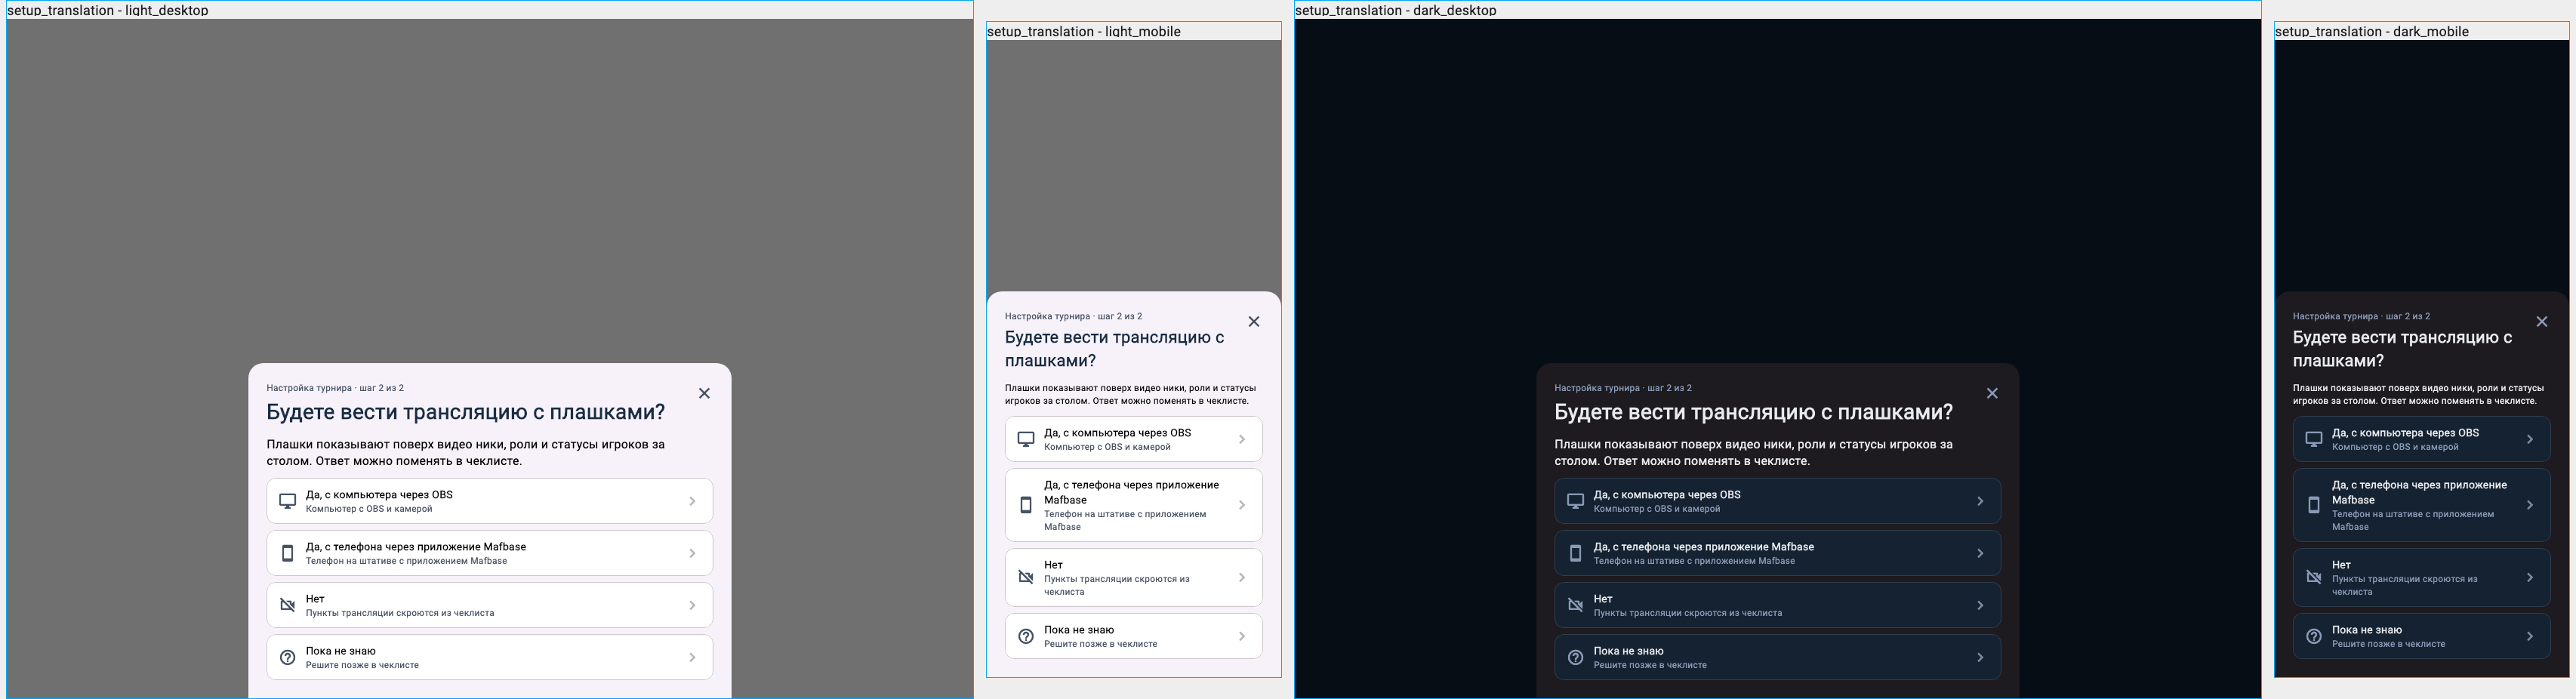 setup_translation - light_desktop
Настройка турнира · шаг 2 из 2
Будете вести трансляцию с плашками?
Плашки показывают поверх видео ники, роли и статусы игроков за
столом. Ответ можно поменять в чеклисте.
Да, с компьютера через OBS
Компьютер с OBS и камерой
Да, с телефона через приложение Mafbase
Телефон на штативе с приложением Mafbase
Нет
Пункты трансляции скроются из чеклиста
Пока не знаю
Решите позже в чеклисте
setup_translation - light_mobile
Настройка турнира · шаг 2 из 2
Будете вести трансляцию с
плашками?
Плашки показывают поверх видео ники, роли и статусы
игроков за столом. Ответ можно поменять в чеклисте.
Да, с компьютера через OBS
Компьютер с OBS и камерой
Да, с телефона через приложение
Mafbase
Телефон на штативе с приложением
Mafbase
Нет
Пункты трансляции скроются из
чеклиста
Пока не знаю
Решите позже в чеклисте
setup_translation - dark_desktop
Настройка турнира · шаг 2 из 2
Будете вести трансляцию с плашками?
Плашки показывают поверх видео ники, роли и статусы игроков за
столом. Ответ можно поменять в чеклисте.
Да, с компьютера через OBS
Компьютер с OBS и камерой
Да, с телефона через приложение Mafbase
Телефон на штативе с приложением Mafbase
Нет
Пункты трансляции скроются из чеклиста
Пока не знаю
Решите позже в чеклисте
setup_translation - dark_mobile
Настройка турнира · шаг 2 из 2
Будете вести трансляцию с
плашками?
Плашки показывают поверх видео ники, роли и статусы
игроков за столом. Ответ можно поменять в чеклисте.
Да, с компьютера через OBS
Компьютер с OBS и камерой
Да, с телефона через приложение
Mafbase
Телефон на штативе с приложением
Mafbase
Нет
Пункты трансляции скроются из
чеклиста
Пока не знаю
Решите позже в чеклисте